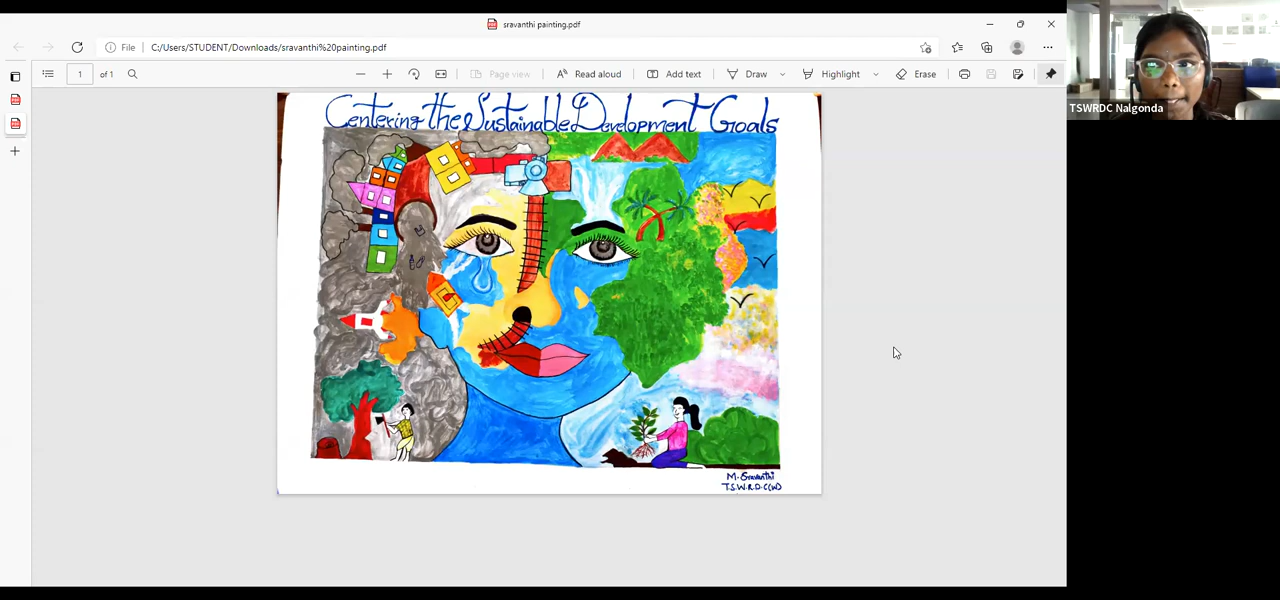 sravanthi painting.pdf
File
C:/Users/STUDENT/Downloads/sravanthi%20painting.pdf
1 of 1
Page view
Read aloud
Add text
Draw
Highlight
Erase
TSWRDC Nalgonda
Centering the Sustainable Development Goals
M. Sravanthi
T.S.W.R.D.C(W)